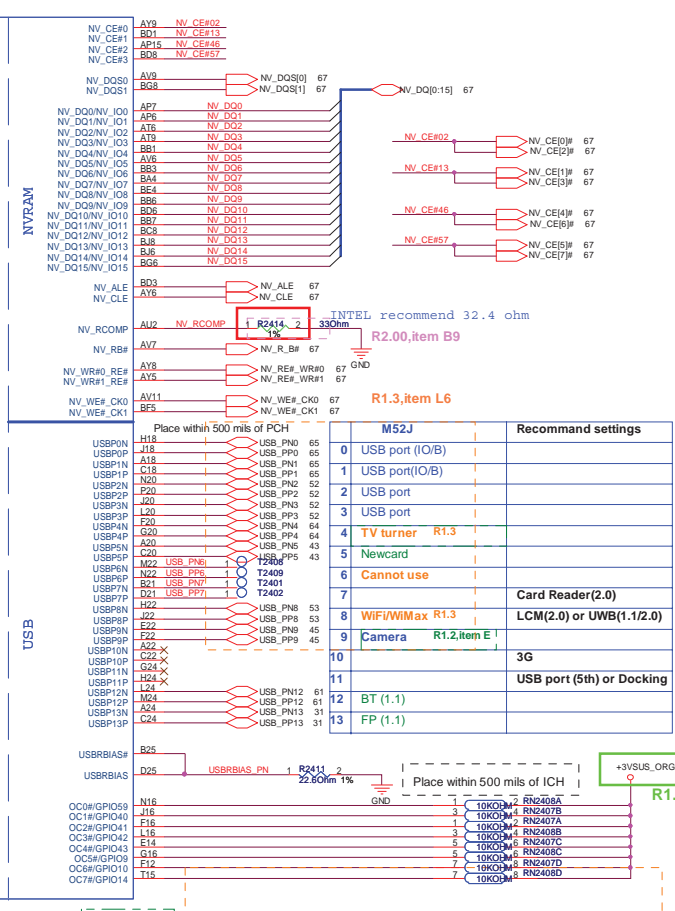 NVRAM
NV_CE#0 AY9 NV_CE#02
NV_CE#1 BD1 NV_CE#13
NV_CE#2 AP15 NV_CE#46
NV_CE#3 BD8 NV_CE#57
NV_DQS0 AV9 NV_DQS[0] 67
NV_DQS1 BG8 NV_DQS[1] 67
NV_DQ[0:15] 67
NV_DQ0/NV_IO0 AP7 NV_DQ0
NV_DQ1/NV_IO1 AP6 NV_DQ1
NV_DQ2/NV_IO2 AT6 NV_DQ2
NV_DQ3/NV_IO3 AT9 NV_DQ3
NV_DQ4/NV_IO4 BB1 NV_DQ4
NV_DQ5/NV_IO5 AV6 NV_DQ5
NV_DQ6/NV_IO6 BB3 NV_DQ6
NV_DQ7/NV_IO7 BA4 NV_DQ7
NV_DQ8/NV_IO8 BE4 NV_DQ8
NV_DQ9/NV_IO9 BB6 NV_DQ9
NV_DQ10/NV_IO10 BD6 NV_DQ10
NV_DQ11/NV_IO11 BB7 NV_DQ11
NV_DQ12/NV_IO12 BC8 NV_DQ12
NV_DQ13/NV_IO13 BJ8 NV_DQ13
NV_DQ14/NV_IO14 BJ6 NV_DQ14
NV_DQ15/NV_IO15 BG6 NV_DQ15
NV_CE#02 NV_CE[0]# 67
NV_CE[2]# 67
NV_CE#13 NV_CE[1]# 67
NV_CE[3]# 67
NV_CE#46 NV_CE[4]# 67
NV_CE[6]# 67
NV_CE#57 NV_CE[5]# 67
NV_CE[7]# 67
NV_ALE BD3 NV_ALE 67
NV_CLE AY6 NV_CLE 67
INTEL recommend 32.4 ohm
NV_RCOMP AU2 NV_RCOMP 1 R2414 2 33Ohm
1%
R2.00,item B9
GND
NV_RB# AV7 NV_R_B# 67
NV_WR#0_RE# AY8 NV_RE#_WR#0 67
NV_WR#1_RE# AY5 NV_RE#_WR#1 67
NV_WE#_CK0 AV11 NV_WE#_CK0 67
NV_WE#_CK1 BF5 NV_WE#_CK1 67
R1.3,item L6
USB
Place within 500 mils of PCH
USBP0N H18 USB_PN0 65
USBP0P J18 USB_PP0 65
USBP1N A18 USB_PN1 65
USBP1P C18 USB_PP1 65
USBP2N N20 USB_PN2 52
USBP2P P20 USB_PP2 52
USBP3N J20 USB_PN3 52
USBP3P L20 USB_PP3 52
USBP4N F20 USB_PN4 64
USBP4P G20 USB_PP4 64
USBP5N A20 USB_PN5 43
USBP5P C20 USB_PP5 43
USBP6N M22 USB_PN6 1 T2408
USBP6P N22 USB_PP6 1 T2409
USBP7N B21 USB_PN7 1 T2401
USBP7P D21 USB_PP7 1 T2402
USBP8N H22 USB_PN8 53
USBP8P J22 USB_PP8 53
USBP9N E22 USB_PN9 45
USBP9P F22 USB_PP9 45
USBP10N A22
USBP10P C22
USBP11N G24
USBP11P H24
USBP12N L24 USB_PN12 61
USBP12P M24 USB_PP12 61
USBP13N A24 USB_PN13 31
USBP13P C24 USB_PP13 31
M52J Recommand settings
0 USB port (IO/B)
1 USB port(IO/B)
2 USB port
3 USB port
4 TV turner R1.3
5 Newcard
6 Cannot use
7 Card Reader(2.0)
8 WiFi/WiMax R1.3 LCM(2.0) or UWB(1.1/2.0)
9 Camera R1.2,item E
10 3G
11 USB port (5th) or Docking
12 BT (1.1)
13 FP (1.1)
USBRBIAS# B25
USBRBIAS D25 USBRBIAS_PN 1 R2411 2
22.6Ohm 1%
GND
Place within 500 mils of ICH
+3VSUS_ORG
R1.
OC0#/GPIO59 N16 1 10KOHM 2 RN2408A
OC1#/GPIO40 J16 3 10KOHM 4 RN2407B
OC2#/GPIO41 F16 1 10KOHM 2 RN2407A
OC3#/GPIO42 L16 3 10KOHM 4 RN2408B
OC4#/GPIO43 E14 5 10KOHM 6 RN2407C
OC5#/GPIO9 G16 5 10KOHM 6 RN2408C
OC6#/GPIO10 F12 7 10KOHM 8 RN2407D
OC7#/GPIO14 T15 7 10KOHM 8 RN2408D